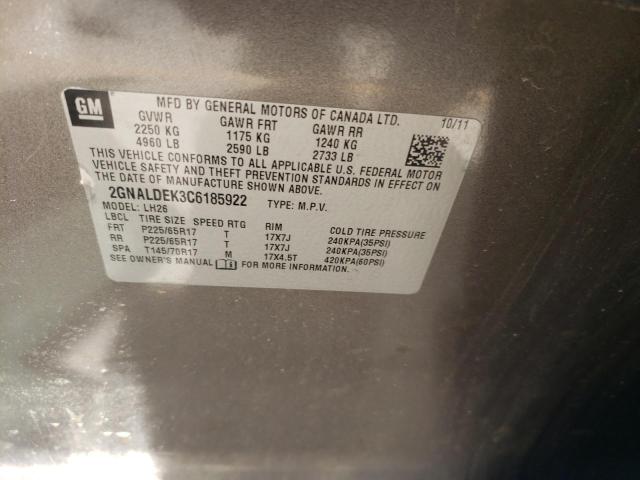 GM
MFD BY GENERAL MOTORS OF CANADA LTD. 10/11
GVWR GAWR FRT GAWR RR
2250 KG 1175 KG 1240 KG
4960 LB 2590 LB 2733 LB
THIS VEHICLE CONFORMS TO ALL APPLICABLE U.S. FEDERAL MOTOR
VEHICLE SAFETY AND THEFT PREVENTION STANDARDS IN EFFECT ON
THE DATE OF MANUFACTURE SHOWN ABOVE.
2GNALDEK3C6185922 TYPE: M.P.V.
MODEL: LH26
LBCL TIRE SIZE SPEED RTG RIM COLD TIRE PRESSURE
FRT P225/65R17 T 17X7J 240KPA(35PSI)
RR P225/65R17 T 17X7J 240KPA(35PSI)
SPA T145/70R17 M 17X4.5T 420KPA(60PSI)
SEE OWNER'S MANUAL FOR MORE INFORMATION.